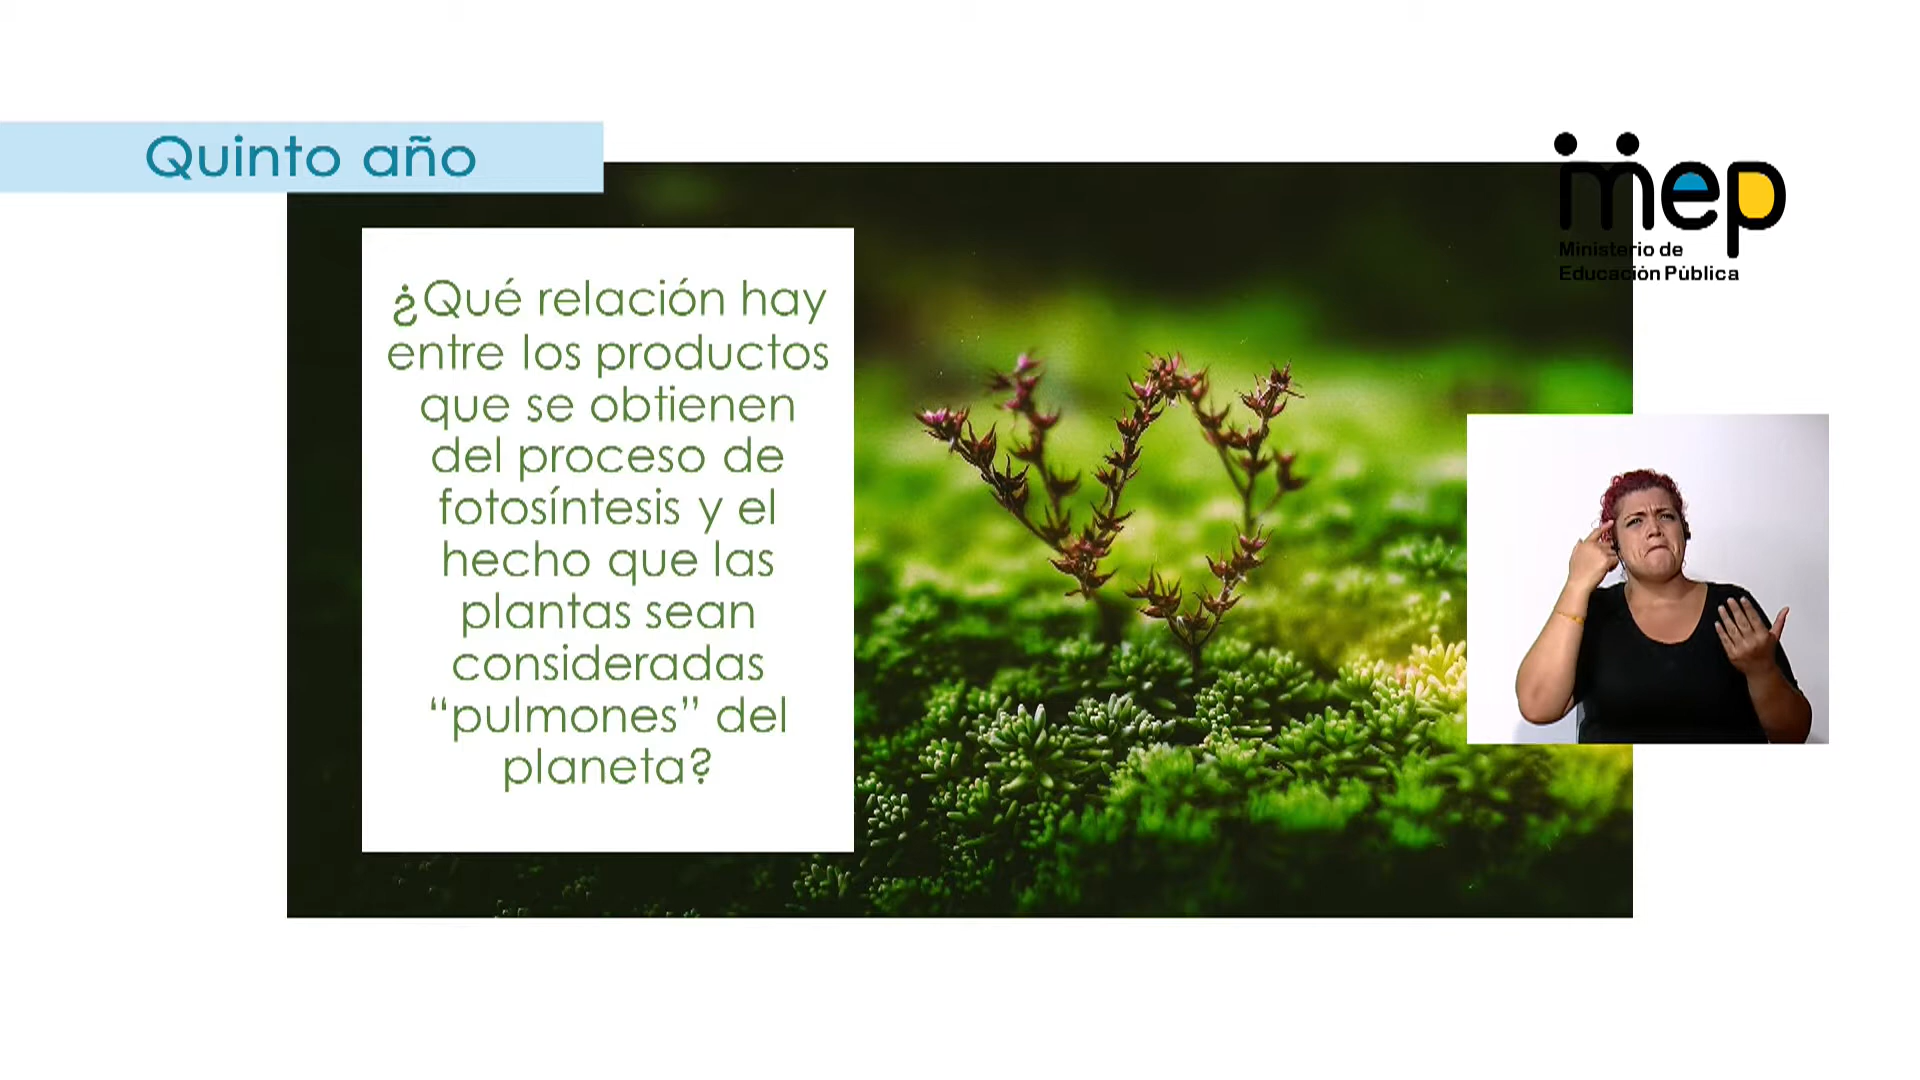 Quinto año
mep
Ministerio de
Educación Pública
¿Qué relación hay
entre los productos
que se obtienen
del proceso de
fotosíntesis y el
hecho que las
plantas sean
consideradas
“pulmones” del
planeta?